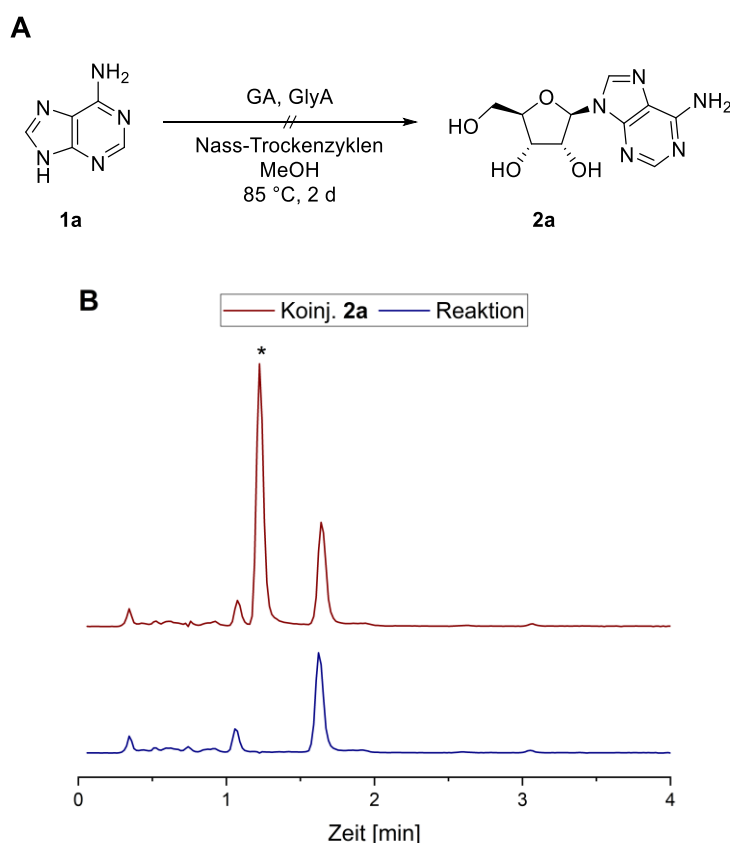 A
NH₂
N
N
N
N
H
1a
GA, GlyA
Nass-Trockenzyklen
MeOH
85 °C, 2 d
HO
O
HO
OH
N
N
N
N
NH₂
2a
B
Koinj. 2a
Reaktion
*
0
1
2
3
4
Zeit [min]